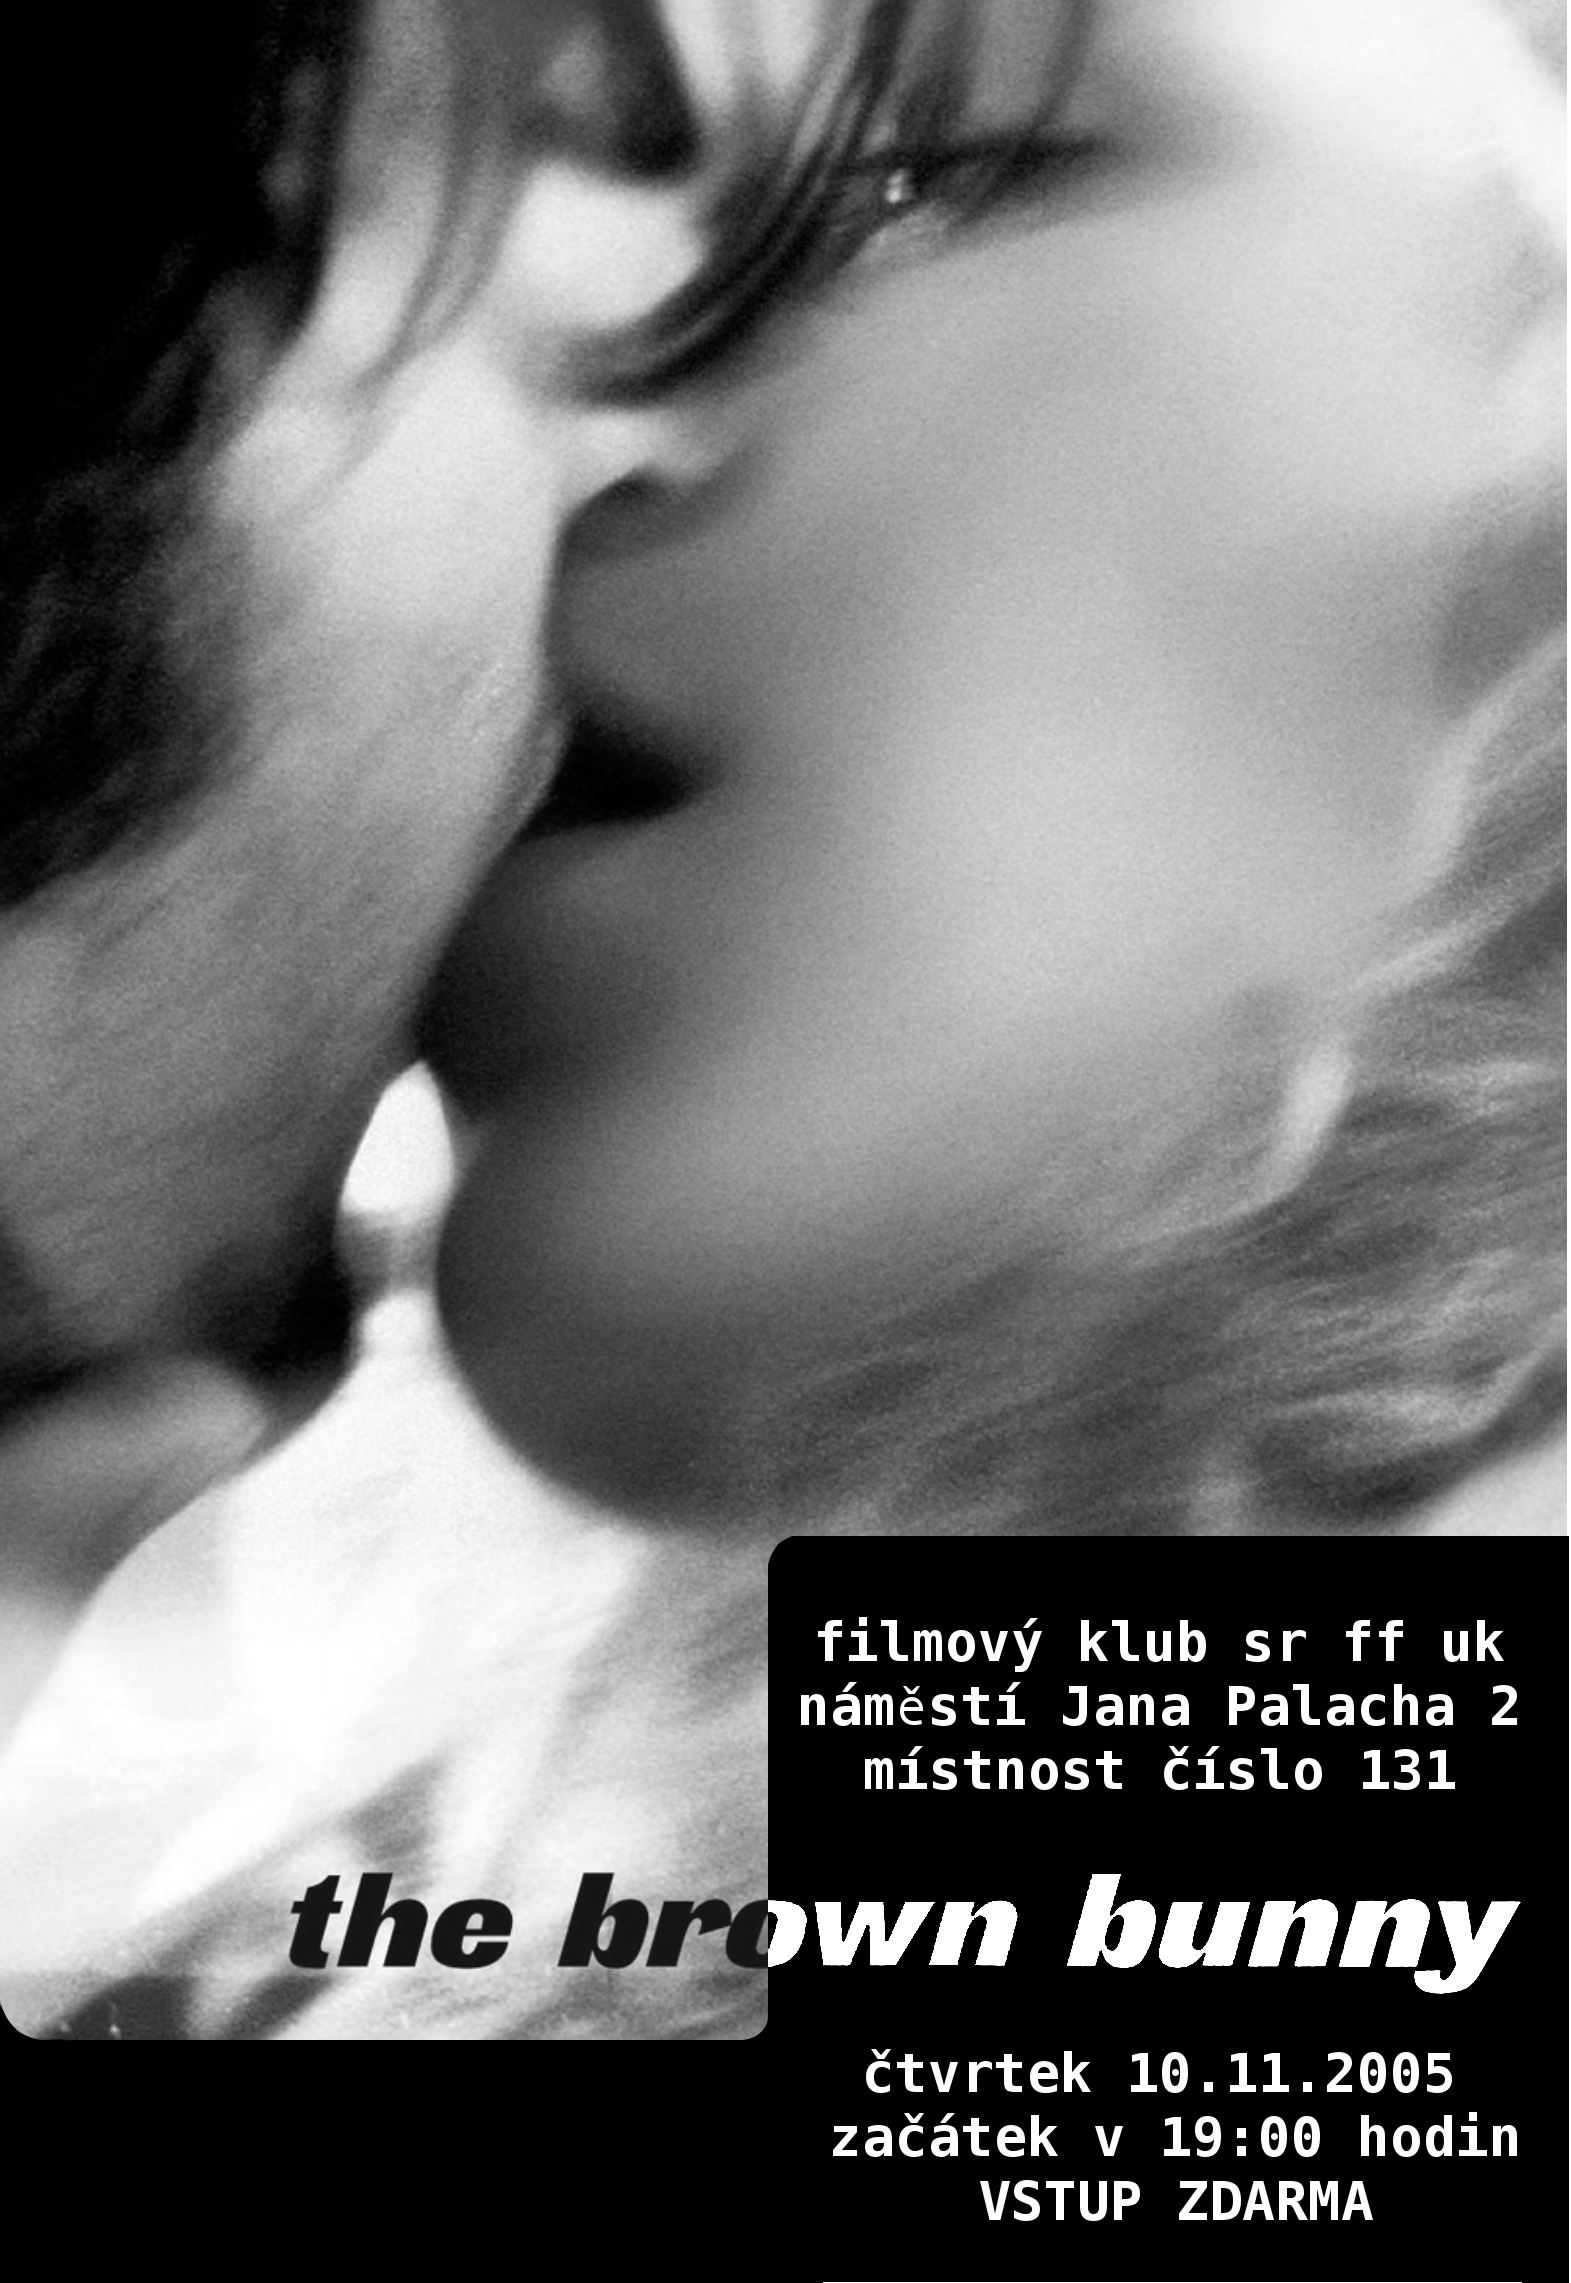 filmový klub sr ff uk
náměstí Jana Palacha 2
místnost číslo 131
the brown bunny
čtvrtek 10.11.2005
začátek v 19:00 hodin
VSTUP ZDARMA